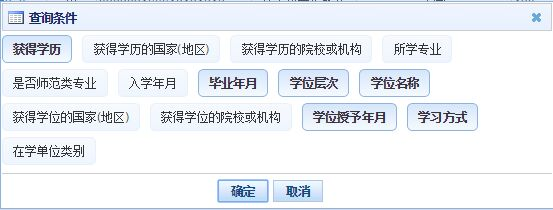 查询条件
获得学历 获得学历的国家(地区) 获得学历的院校或机构 所学专业
是否师范类专业 入学年月 毕业年月 学位层次 学位名称
获得学位的国家(地区) 获得学位的院校或机构 学位授予年月 学习方式
在学单位类别
确定 取消